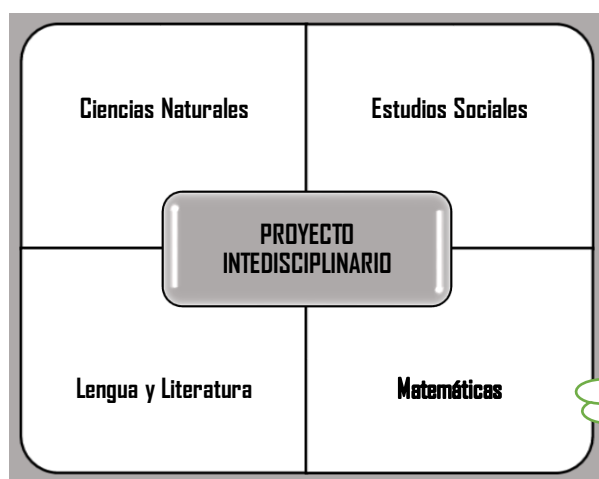 Ciencias Naturales
Estudios Sociales
PROYECTO
INTEDISCIPLINARIO
Lengua y Literatura
Matemáticas